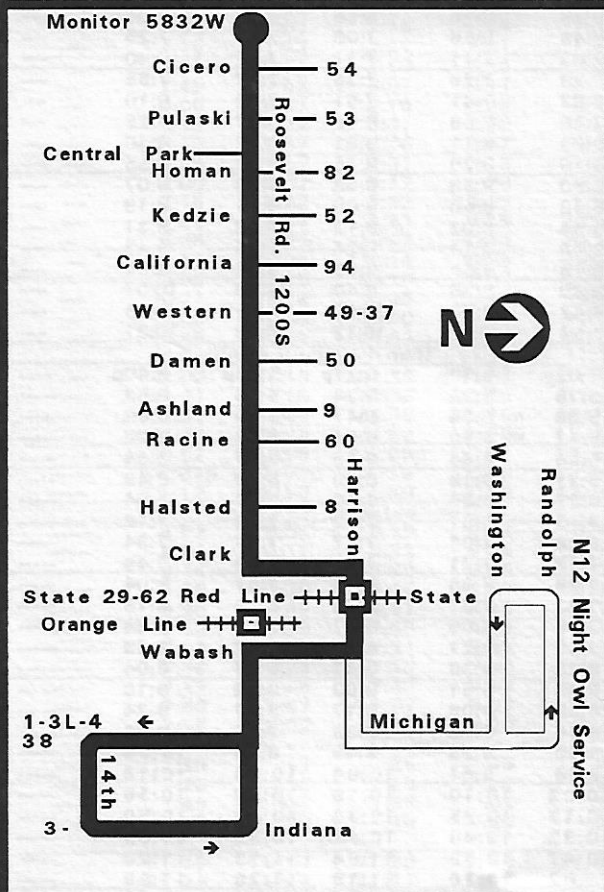 Monitor 5832W
Cicero 54
Pulaski 53
Central Park
Homan 82
Kedzie 52
California 94
Western 49-37
Damen 50
Ashland 9
Racine 60
Halsted 8
Clark
Roosevelt Rd. 1200S
N
Harrison
Washington
Randolph
N12 Night Owl Service
State 29-62 Red Line State
Orange Line
Wabash
Michigan
1-3L-4
38
14th
3-
Indiana